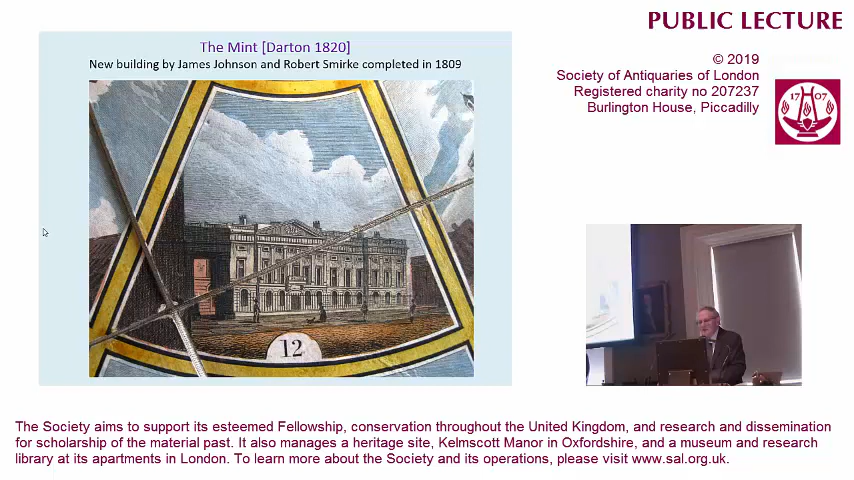 PUBLIC LECTURE
The Mint [Darton 1820]
New building by James Johnson and Robert Smirke completed in 1809
12
© 2019
Society of Antiquaries of London
Registered charity no 207237
Burlington House, Piccadilly
17 07
The Society aims to support its esteemed Fellowship, conservation throughout the United Kingdom, and research and dissemination
for scholarship of the material past. It also manages a heritage site, Kelmscott Manor in Oxfordshire, and a museum and research
library at its apartments in London. To learn more about the Society and its operations, please visit www.sal.org.uk.